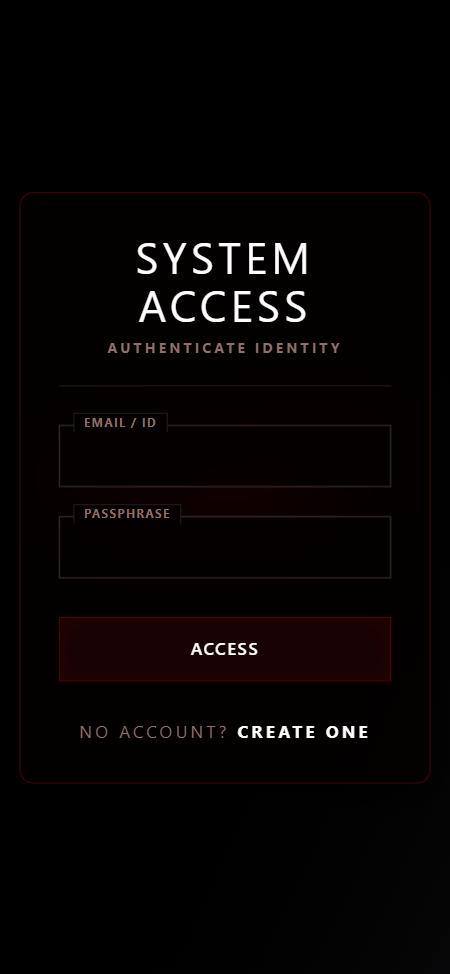 SYSTEM
ACCESS
AUTHENTICATE IDENTITY
EMAIL / ID
PASSPHRASE
ACCESS
NO ACCOUNT? CREATE ONE